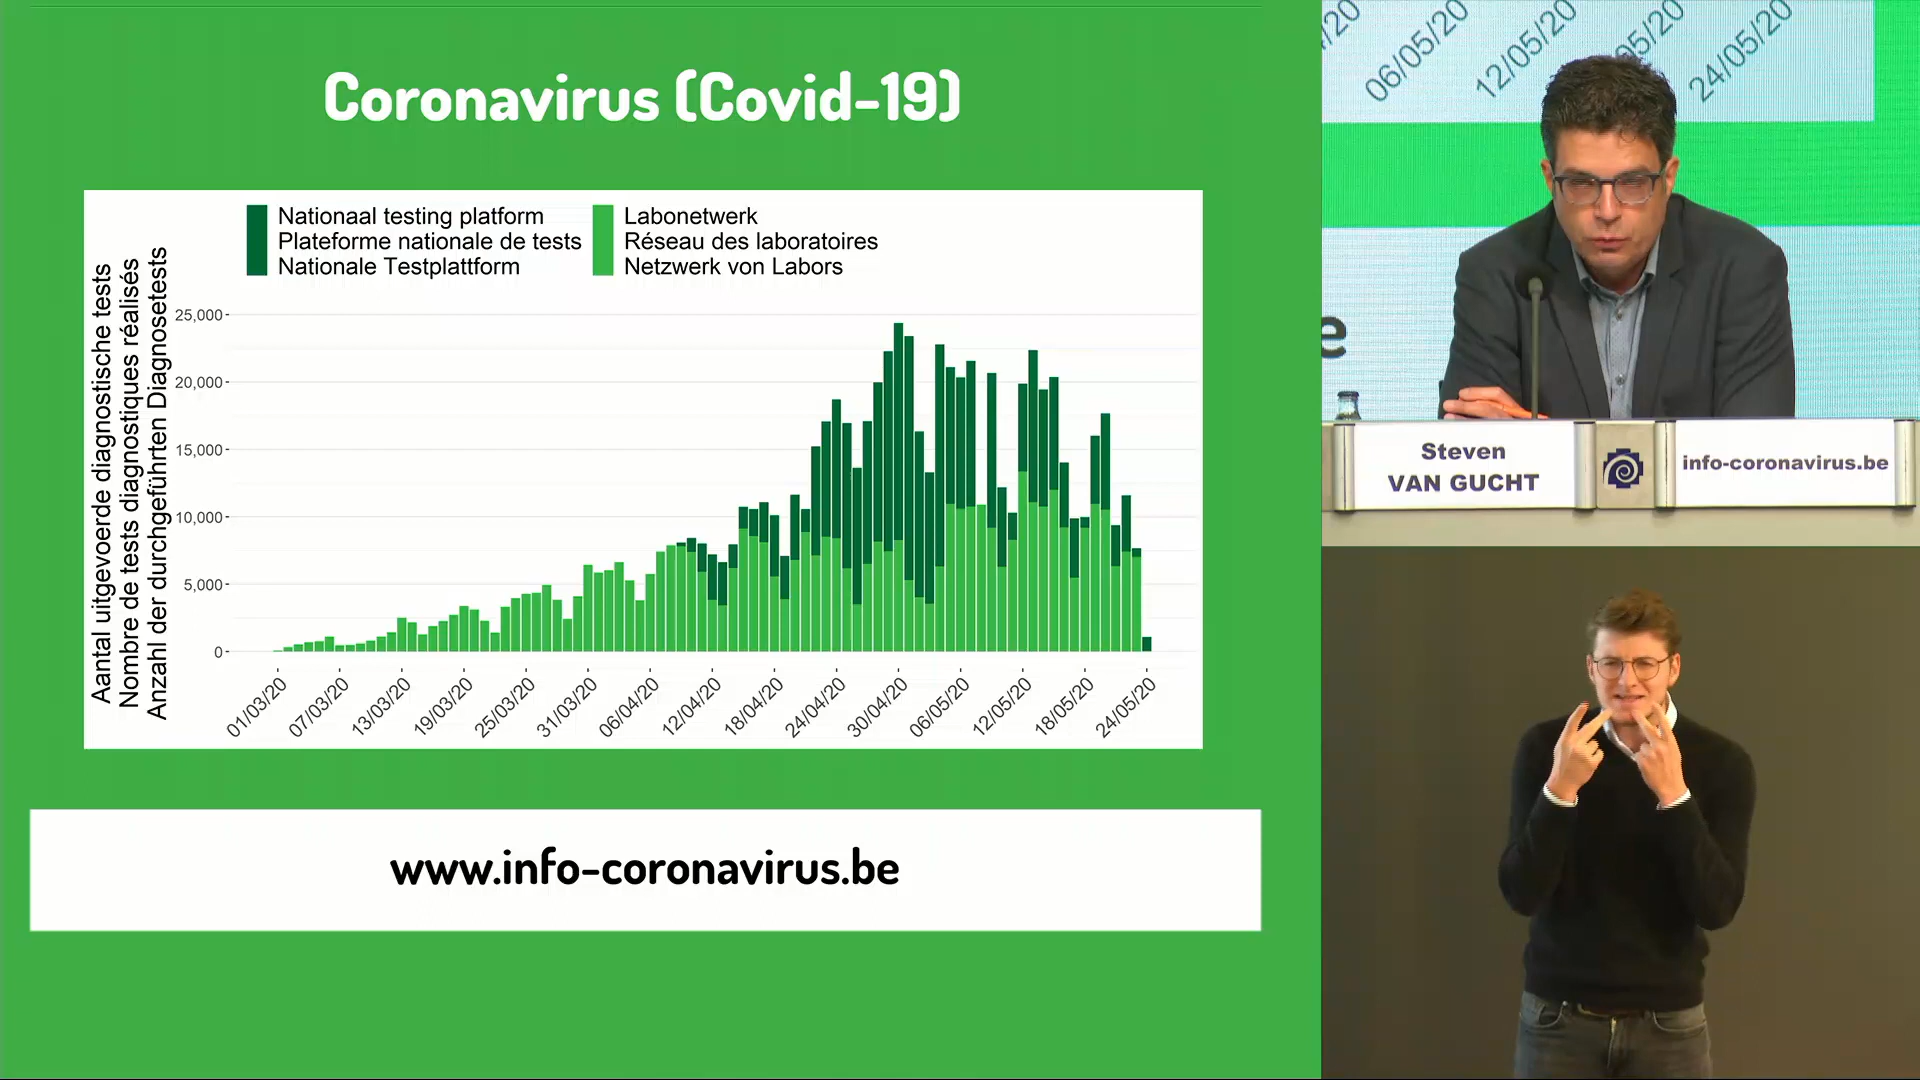 Coronavirus (Covid-19)
Nationaal testing platform
Plateforme nationale de tests
Nationale Testplattform
Labonetwerk
Réseau des laboratoires
Netzwerk von Labors
Aantal uitgevoerde diagnostische tests
Nombre de tests diagnostiques réalisés
Anzahl der durchgeführten Diagnosetests
25,000
20,000
15,000
10,000
5,000
0
01/03/20
07/03/20
13/03/20
19/03/20
25/03/20
31/03/20
06/04/20
12/04/20
18/04/20
24/04/20
30/04/20
06/05/20
12/05/20
18/05/20
24/05/20
www.info-coronavirus.be
06/05/20
12/05/20
05/20
24/05/20
e
Steven
VAN GUCHT
info-coronavirus.be